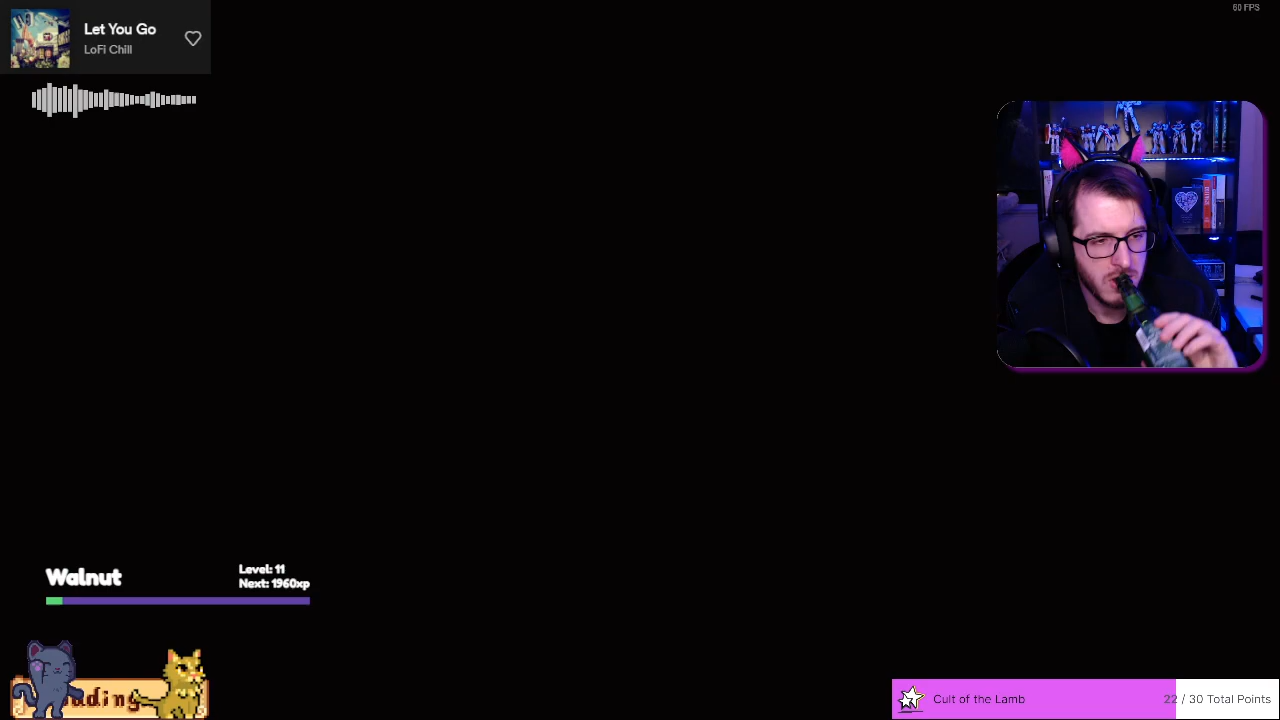 Let You Go
LoFi Chill
60 FPS
Walnut
Level: 11
Next: 1960xp
Cult of the Lamb
22 / 30 Total Points